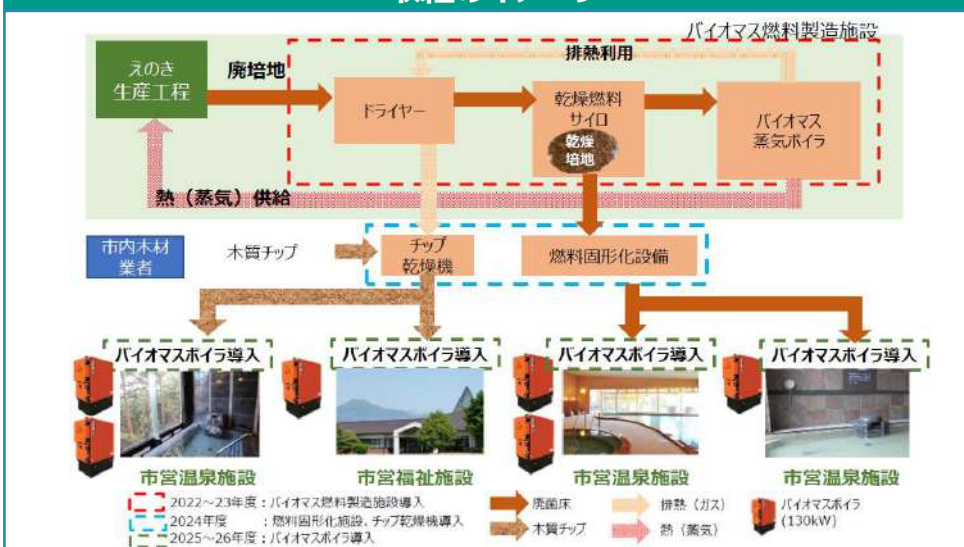 バイオマス燃料製造施設
えのき
生産工程
廃培地
排熱利用
ドライヤー
乾燥燃料
サイロ
乾燥
培地
バイオマス
蒸気ボイラ
熱（蒸気）供給
市内木材
業者
木質チップ
チップ
乾燥機
燃料固形化設備
バイオマスボイラ導入
バイオマスボイラ導入
バイオマスボイラ導入
バイオマスボイラ導入
市営温泉施設
市営福祉施設
市営温泉施設
市営温泉施設
2022～23年度：バイオマス燃料製造施設導入
2024年度　：燃料固形化施設、チップ乾燥機導入
2025～26年度：バイオマスボイラ導入
廃菌床
木質チップ
排熱（ガス）
熱（蒸気）
バイオマスボイラ
(130kW)